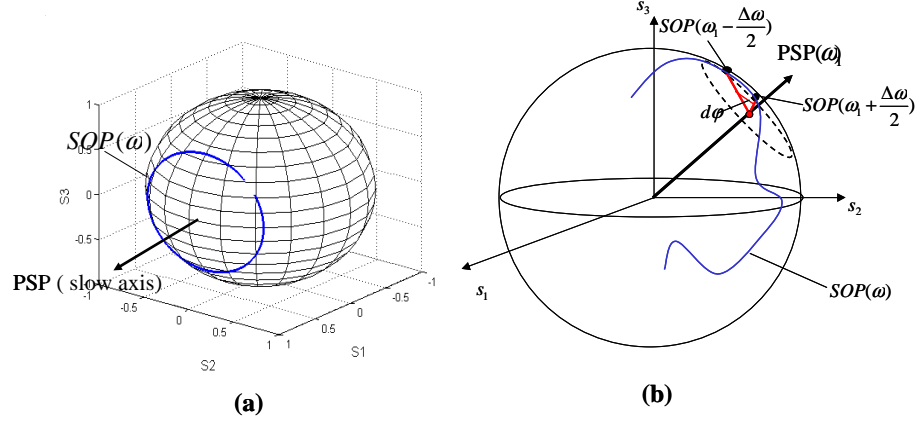 SOP(ω)
PSP ( slow axis)
1
0.5
0
-0.5
-1
S3
-1
-0.5
0
0.5
1
S2
1
0.5
0
-0.5
-1
S1
(a)
s₃
SOP(ω₁ - Δω/2)
PSP(ω₁)
SOP(ω₁ + Δω/2)
dφ
s₂
s₁
SOP(ω)
(b)